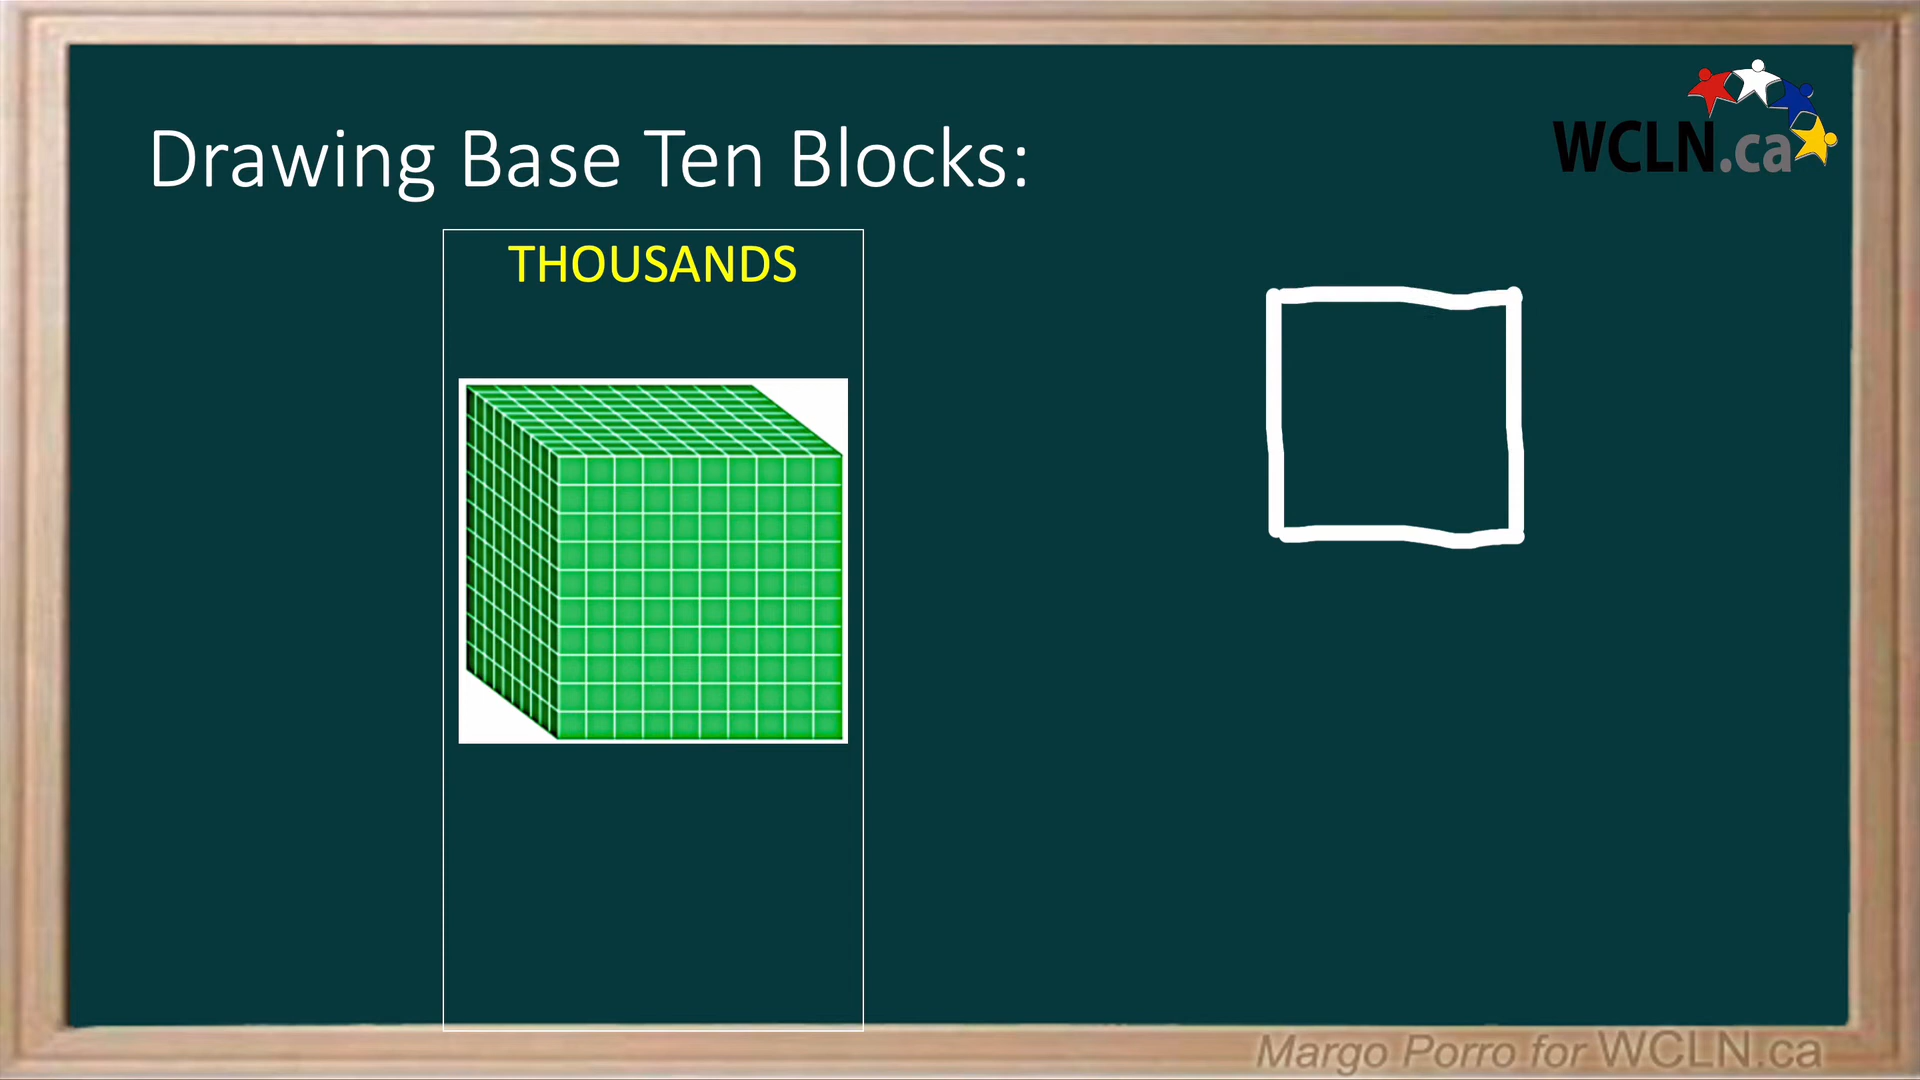 WCLN.ca
Drawing Base Ten Blocks:
THOUSANDS
Margo Porro for WCLN.ca